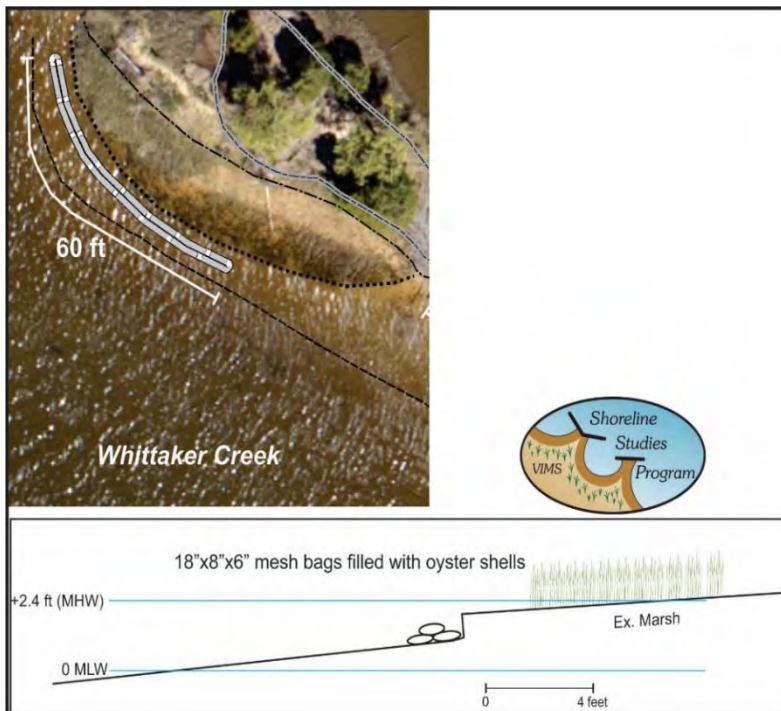 60 ft
Whittaker Creek
Shoreline
Studies
VIMS
Program
18"x8"x6" mesh bags filled with oyster shells
+2.4 ft (MHW)
Ex. Marsh
0 MLW
0 4 feet